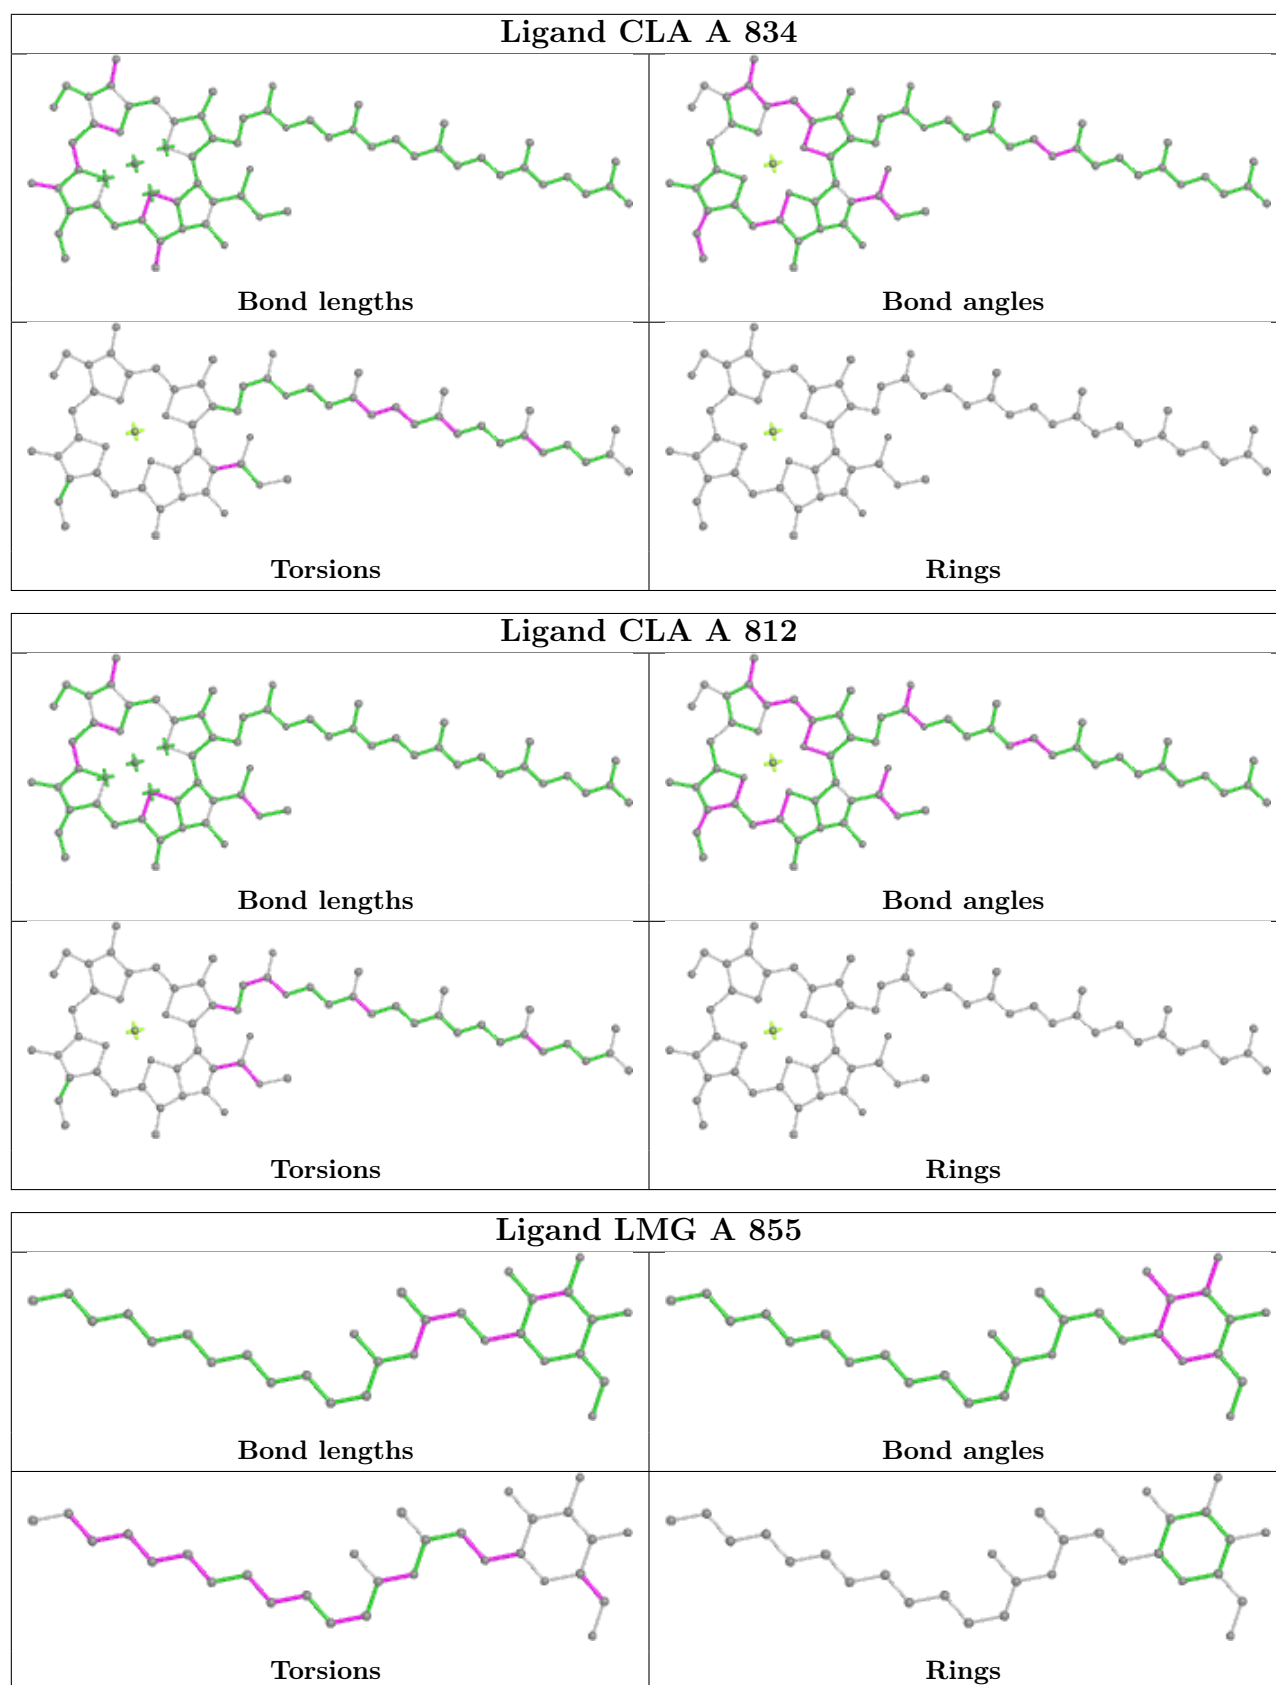 Ligand CLA A 834
Bond lengths
Bond angles
Torsions
Rings
Ligand CLA A 812
Bond lengths
Bond angles
Torsions
Rings
Ligand LMG A 855
Bond lengths
Bond angles
Torsions
Rings